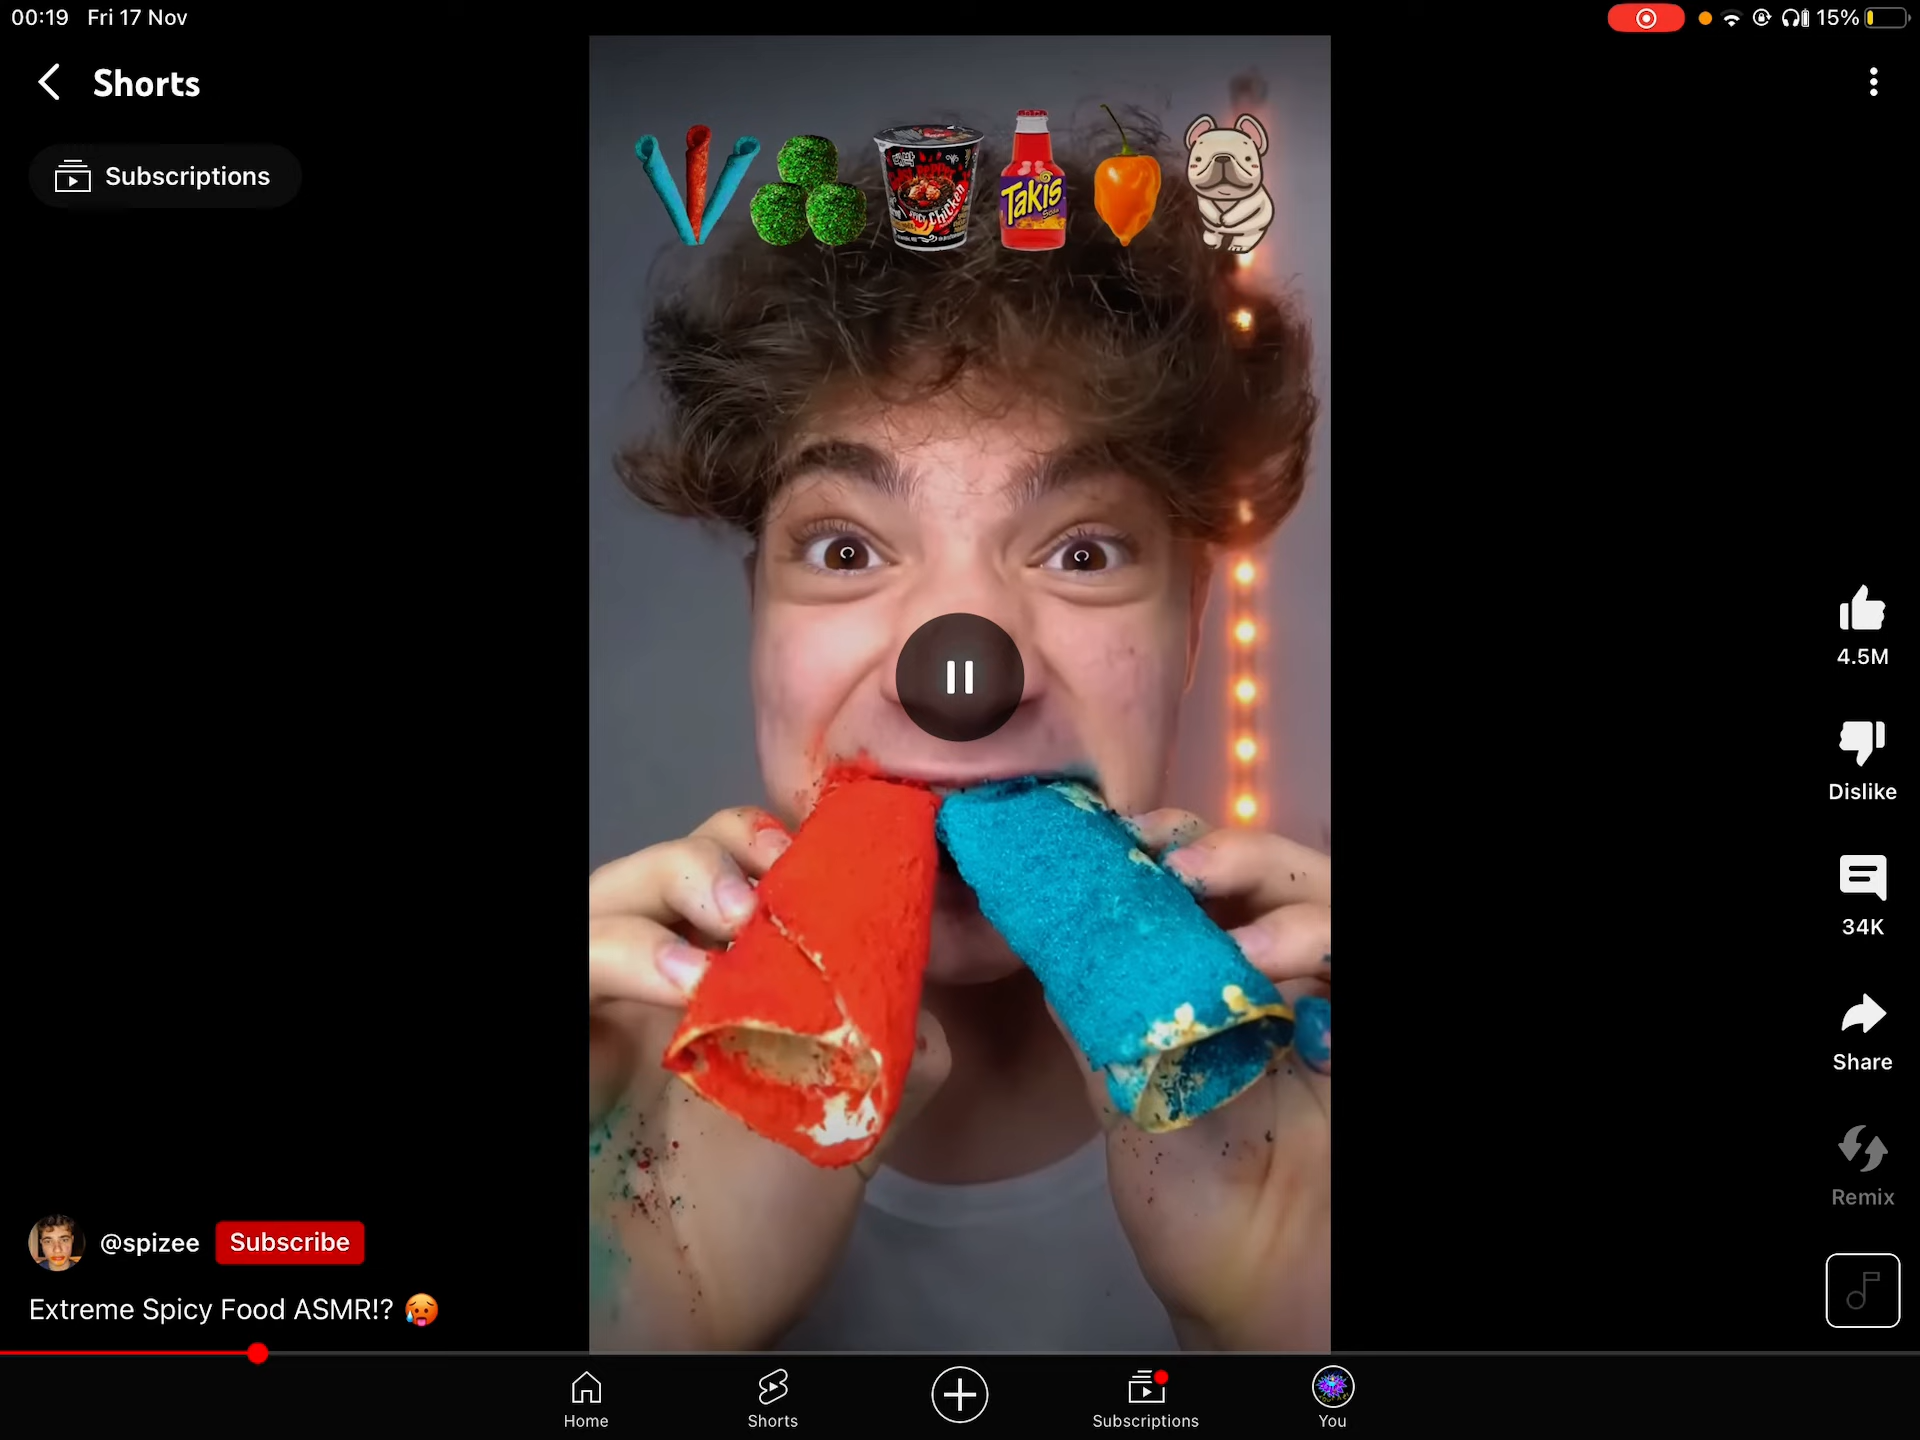 00:19 Fri 17 Nov
15%
Shorts
Subscriptions
Chicken
TAKIS
4.5M
Dislike
34K
Share
Remix
@spizee Subscribe
Extreme Spicy Food ASMR!? 🥵
Home
Shorts
Subscriptions
You